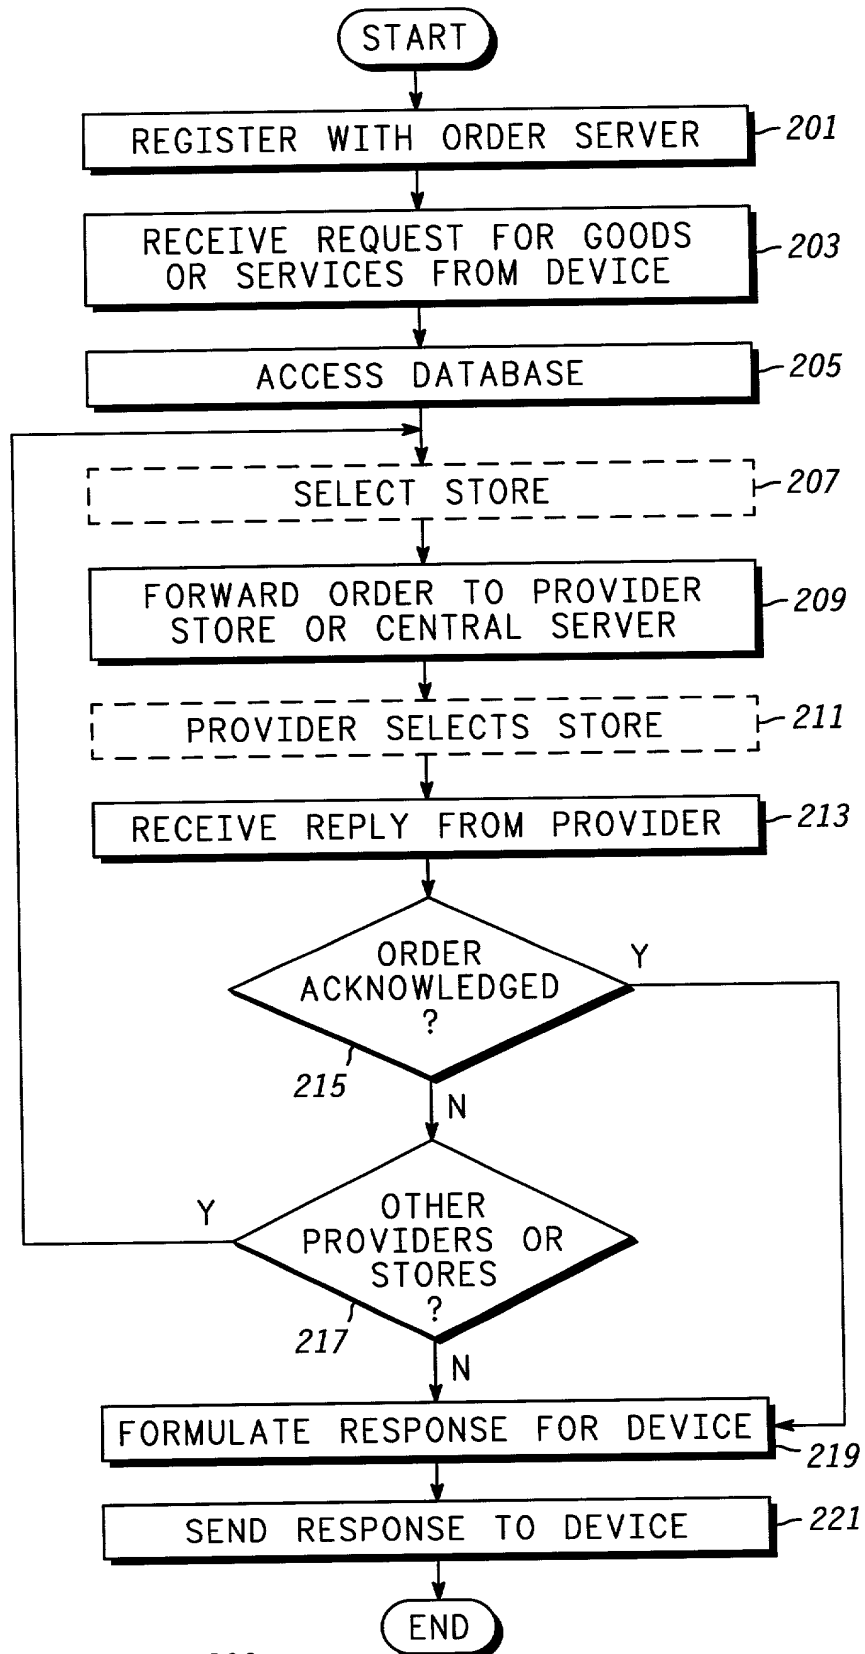 START
REGISTER WITH ORDER SERVER
201
RECEIVE REQUEST FOR GOODS
OR SERVICES FROM DEVICE
203
ACCESS DATABASE
205
SELECT STORE
207
FORWARD ORDER TO PROVIDER
STORE OR CENTRAL SERVER
209
PROVIDER SELECTS STORE
211
RECEIVE REPLY FROM PROVIDER
213
ORDER
ACKNOWLEDGED
?
Y
215
N
OTHER
PROVIDERS OR
STORES
?
Y
217
N
FORMULATE RESPONSE FOR DEVICE
219
SEND RESPONSE TO DEVICE
221
END